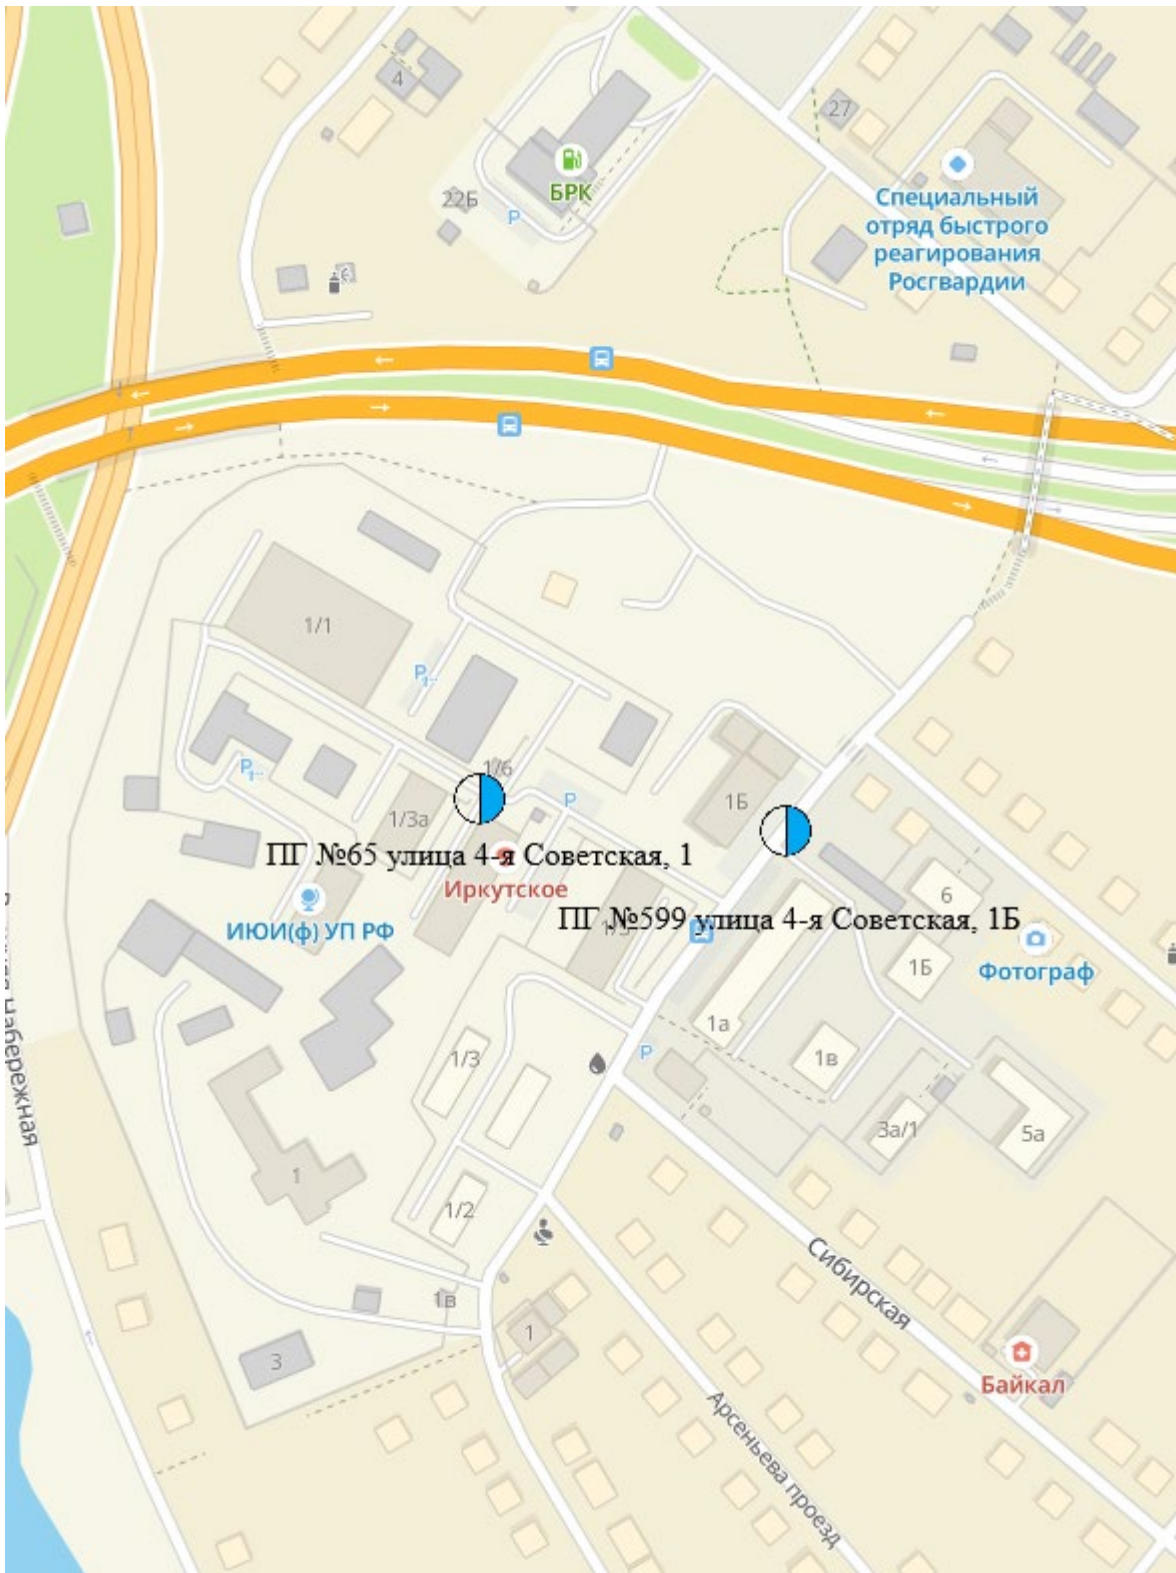 4
27
БРК
22Б
Р
Специальный
отряд быстрого
реагирования
Росгвардии
1/1
Р
Р
1/6
Р
1Б
1/3а
ПГ №65 улица 4-я Советская, 1
Иркутское
6
ИЮИ(ф) УП РФ
ПГ №599 улица 4-я Советская, 1Б
1Б
Фотограф
1а
1/3
Р
1в
3а/1
5а
1
1/2
Сибирская
1в
1
3
Байкал
Арсеньева проезд
Набережная